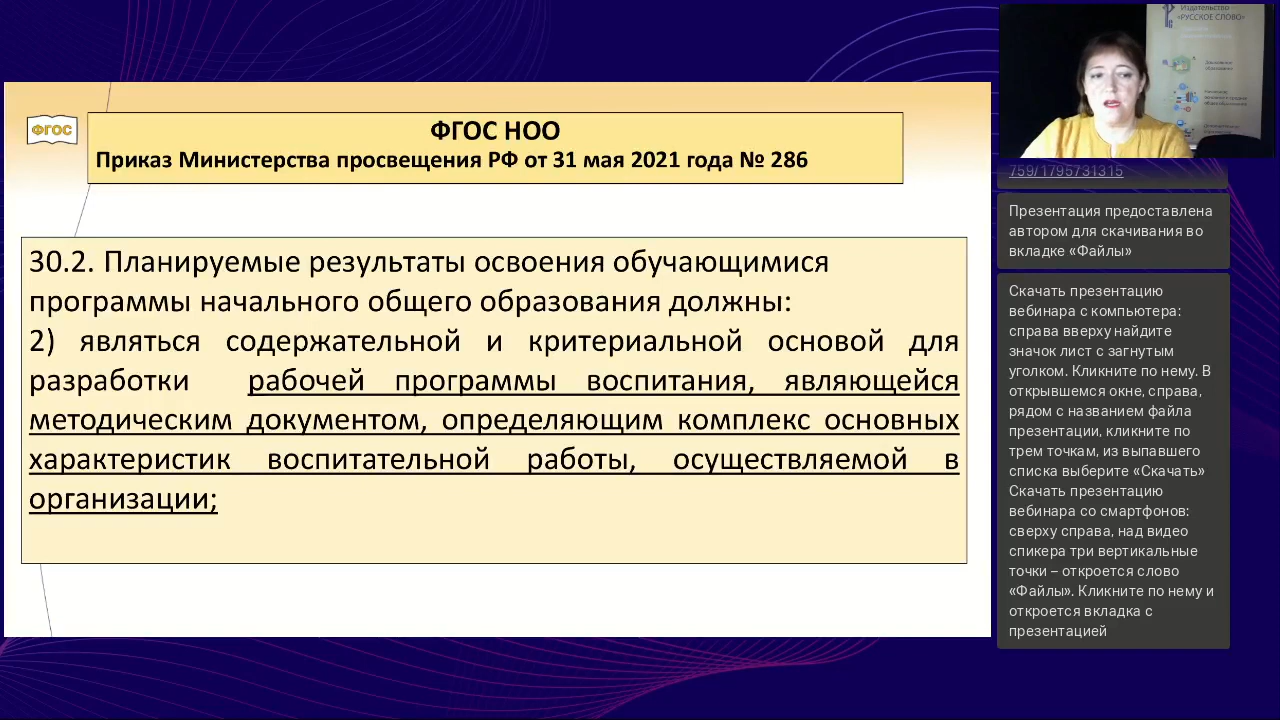 ФГОС
ФГОС НОО
Приказ Министерства просвещения РФ от 31 мая 2021 года № 286
30.2. Планируемые результаты освоения обучающимися
программы начального общего образования должны:
2) являться содержательной и критериальной основой для
разработки рабочей программы воспитания, являющейся
методическим документом, определяющим комплекс основных
характеристик воспитательной работы, осуществляемой в
организации;
Издательство
«РУССКОЕ СЛОВО»
759/1795731315
Презентация предоставлена
автором для скачивания во
вкладке «Файлы»
Скачать презентацию
вебинара с компьютера:
справа вверху найдите
значок лист с загнутым
уголком. Кликните по нему. В
открывшемся окне, справа,
рядом с названием файла
презентации, кликните по
трем точкам, из выпавшего
списка выберите «Скачать»
Скачать презентацию
вебинара со смартфонов:
сверху справа, над видео
спикера три вертикальные
точки – откроется слово
«Файлы». Кликните по нему и
откроется вкладка с
презентацией